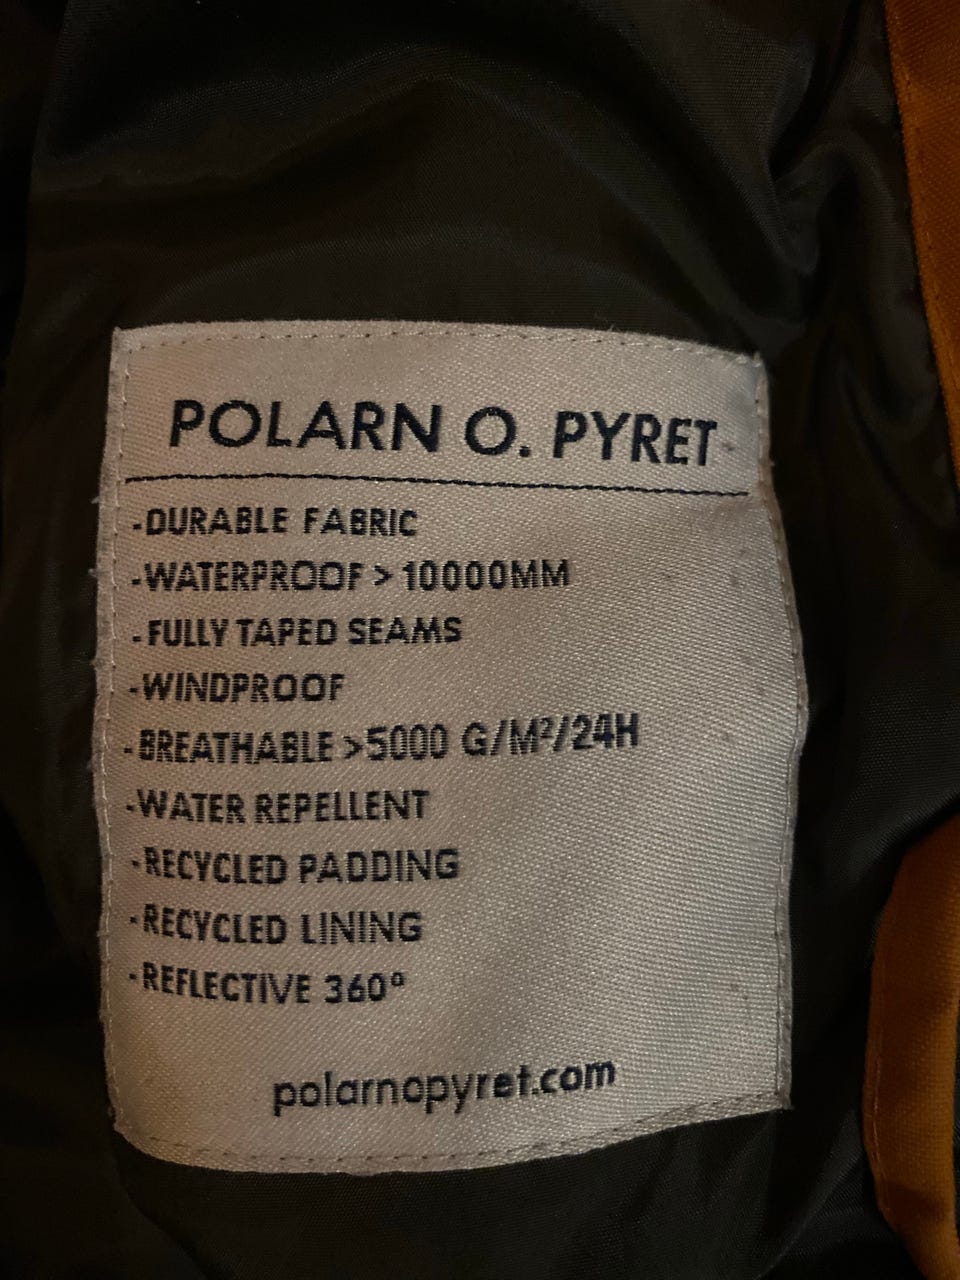 POLARN O. PYRET
-DURABLE FABRIC
-WATERPROOF > 10000MM
-FULLY TAPED SEAMS
-WINDPROOF
-BREATHABLE >5000 G/M²/24H
-WATER REPELLENT
-RECYCLED PADDING
-RECYCLED LINING
-REFLECTIVE 360°
polarnopyret.com